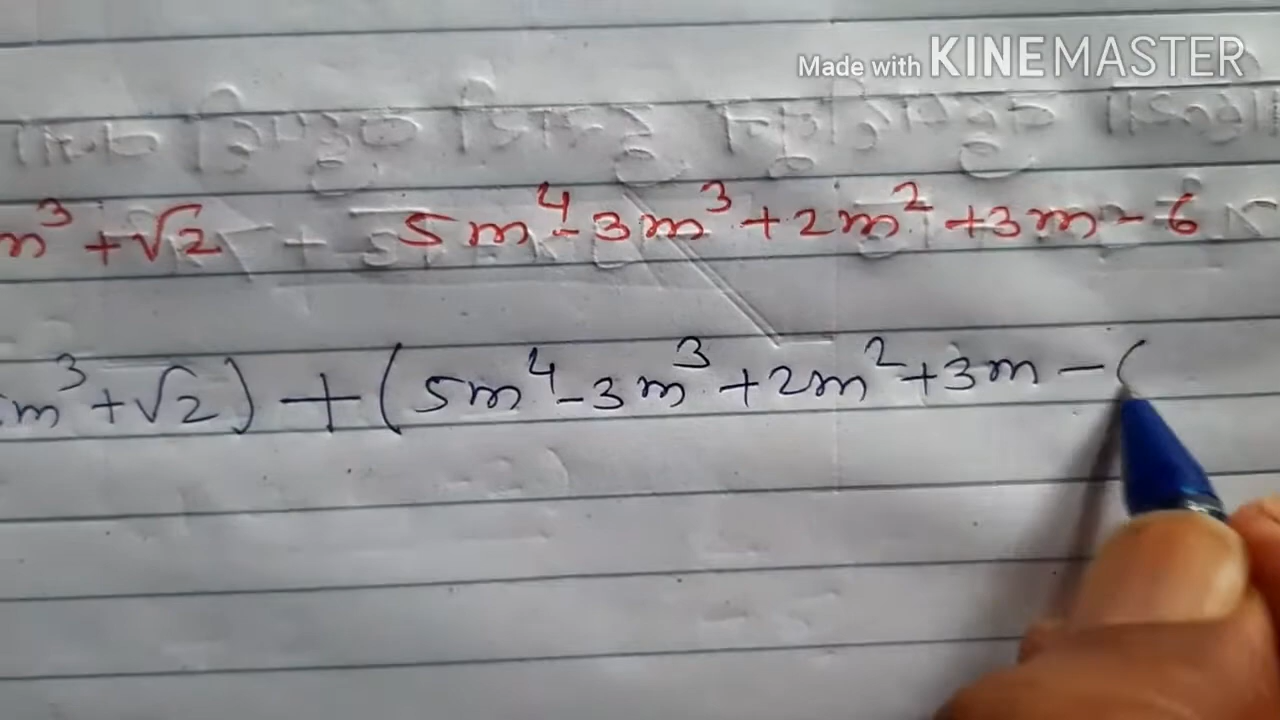 Made with KINEMASTER
m³ + √2 5m⁴ - 3m³ + 2m² + 3m - 6
m³ + √2) + (5m⁴ - 3m³ + 2m² + 3m - (